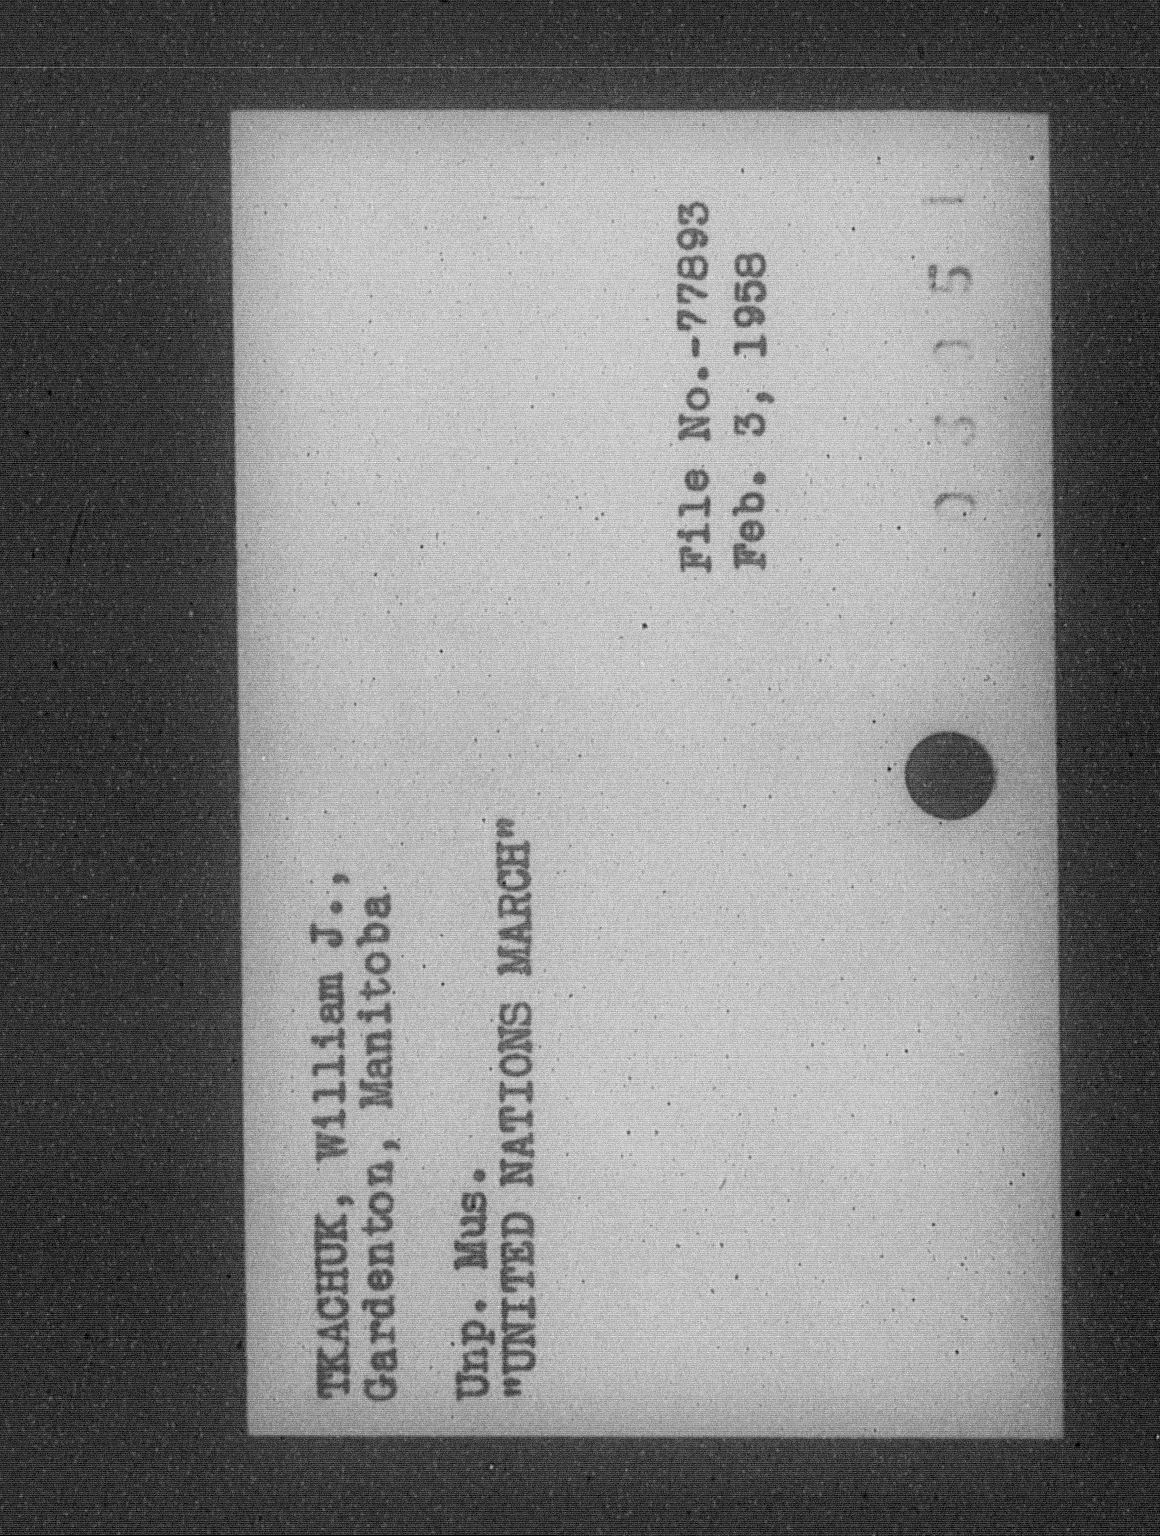 TKACHUK, William J.,
Gardenton, Manitoba
Unp. Mus.
"UNITED NATIONS MARCH"
File No.-77893
Feb. 3, 1958